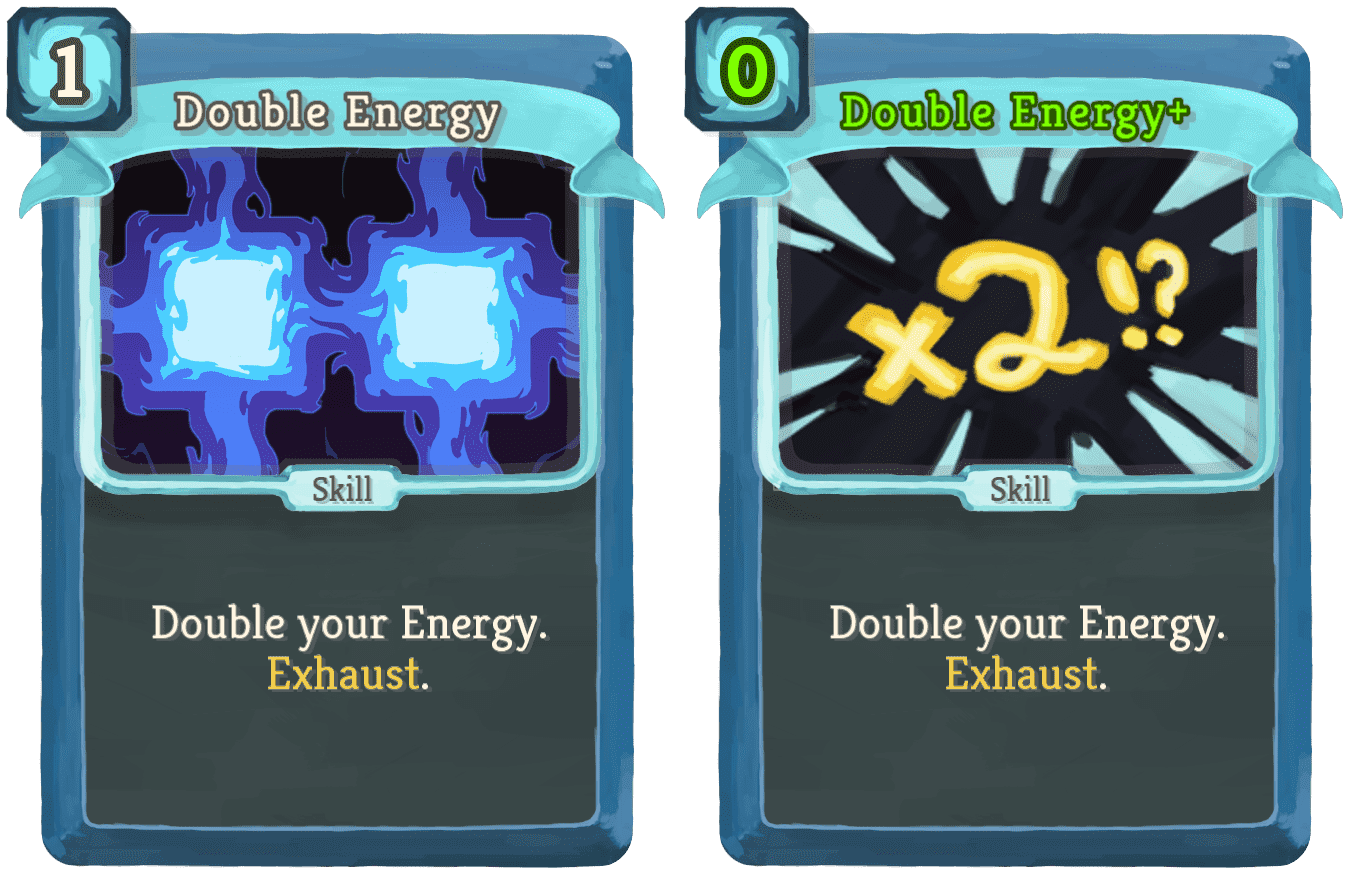 1
Double Energy
Skill
Double your Energy.
Exhaust.
0
Double Energy+
x2!?
Skill
Double your Energy.
Exhaust.